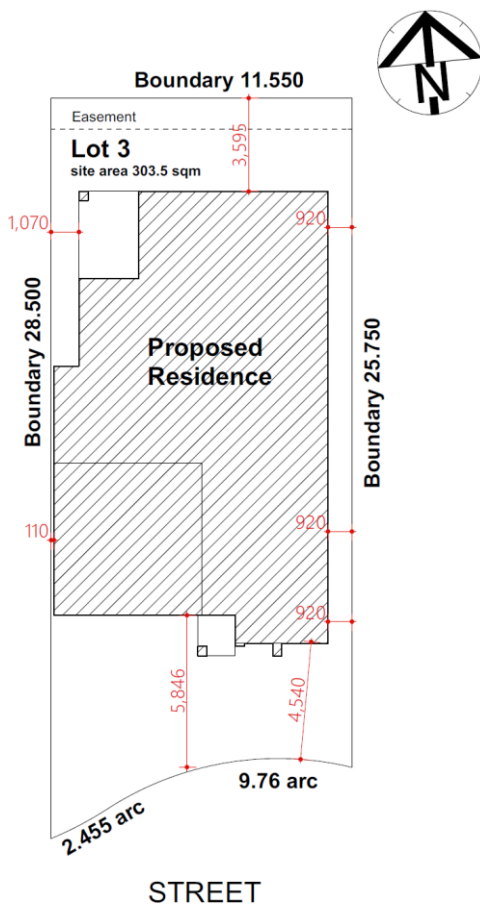 N
Boundary 11.550
Easement
Lot 3
site area 303.5 sqm
3,595
1,070
920
Boundary 28.500
Proposed
Residence
Boundary 25.750
110
920
920
5,846
4,540
9.76 arc
2.455 arc
STREET